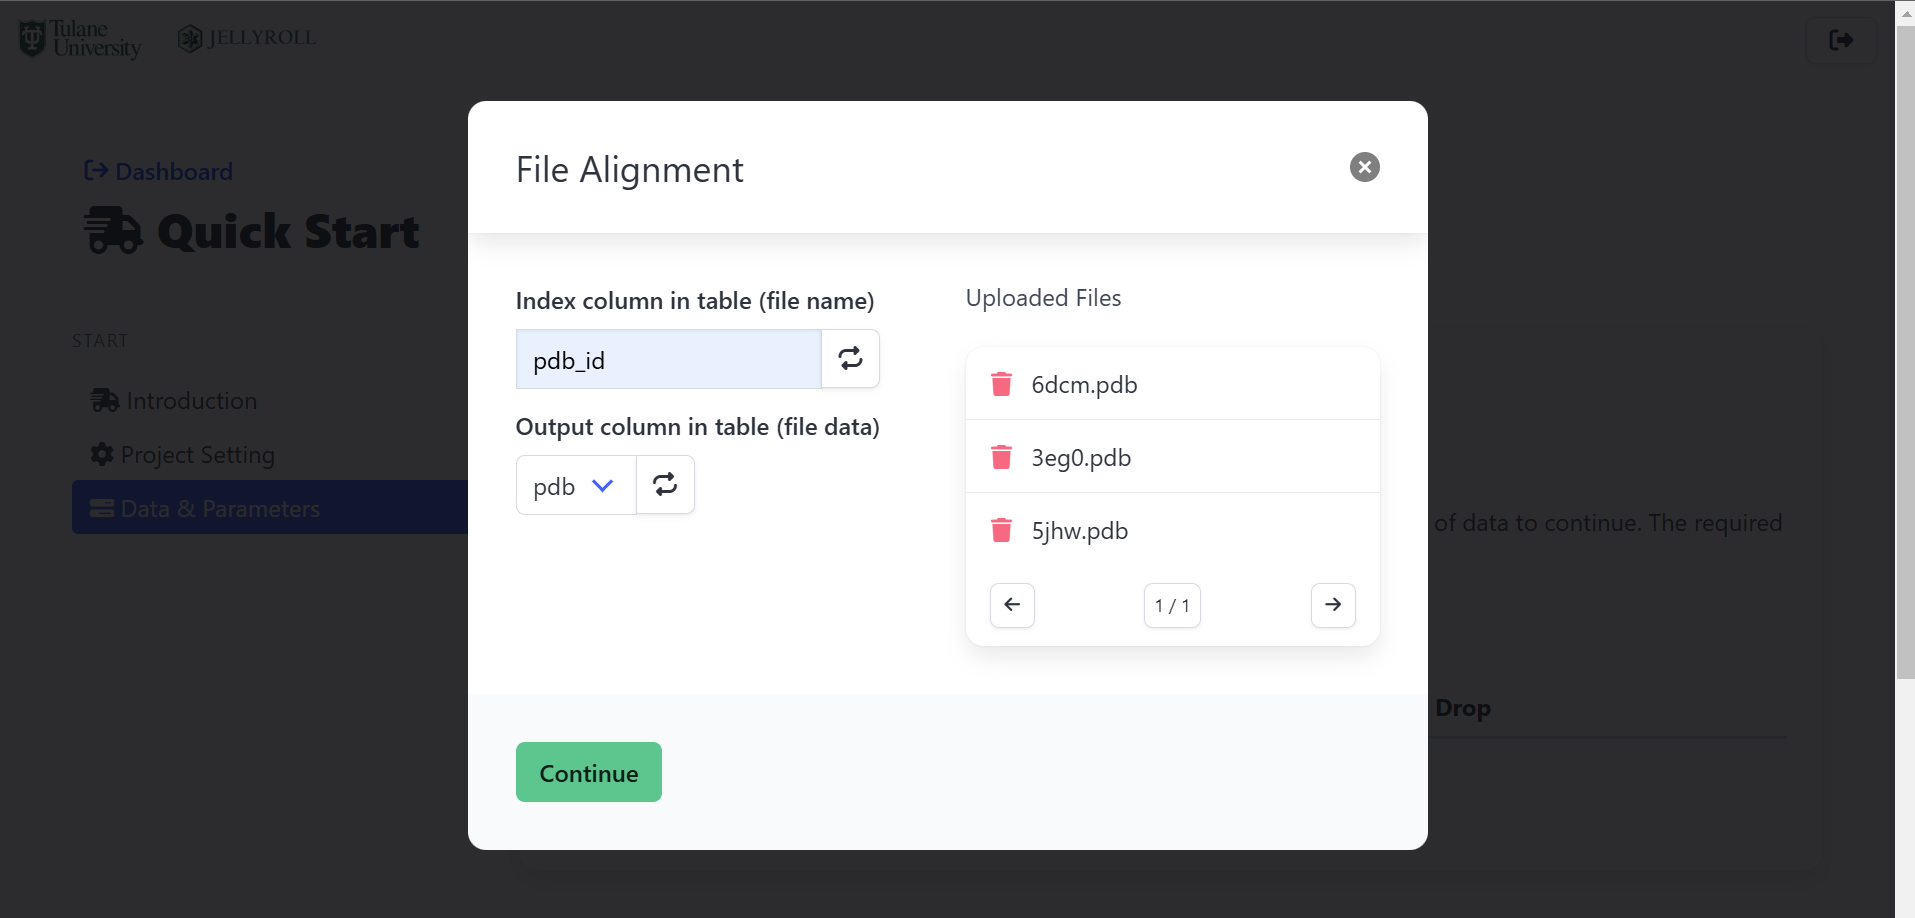 Tulane
University
JELLYROLL
Dashboard
Quick Start
START
Introduction
Project Setting
Data & Parameters
File Alignment
Index column in table (file name)
pdb_id
Output column in table (file data)
pdb
Uploaded Files
6dcm.pdb
3eg0.pdb
5jhw.pdb
1 / 1
Continue
of data to continue. The required
Drop